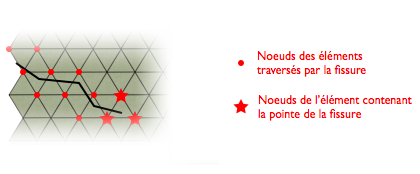 Noeuds des éléments
traversés par la fissure
Noeuds de l'élément contenant
la pointe de la fissure